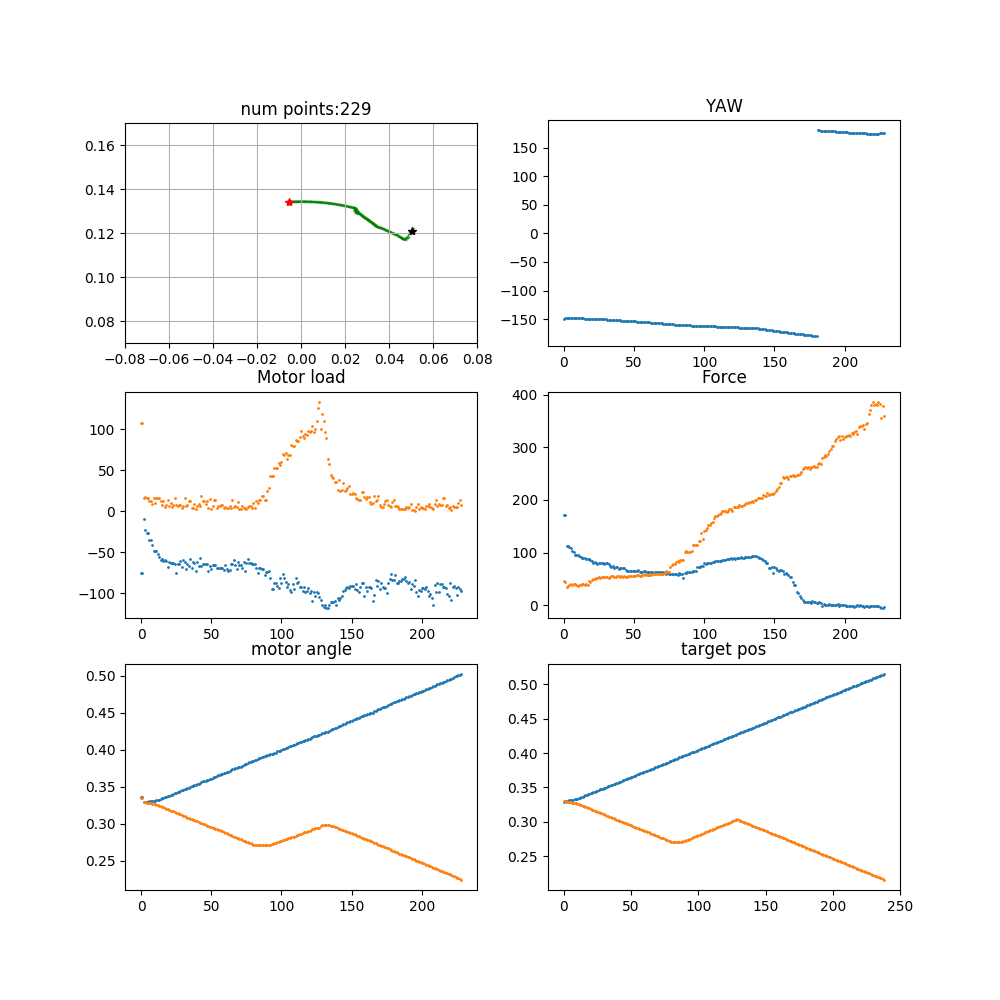 num points:229
0.16
0.14
0.12
0.10
0.08
−0.08 −0.06 −0.04 −0.02 0.00 0.02 0.04 0.06 0.08
YAW
150
100
50
0
−50
−100
−150
0 50 100 150 200
Motor load
100
50
0
−50
−100
0 50 100 150 200
Force
400
300
200
100
0
0 50 100 150 200
motor angle
0.50
0.45
0.40
0.35
0.30
0.25
0 50 100 150 200
target pos
0.50
0.45
0.40
0.35
0.30
0.25
0 50 100 150 200 250